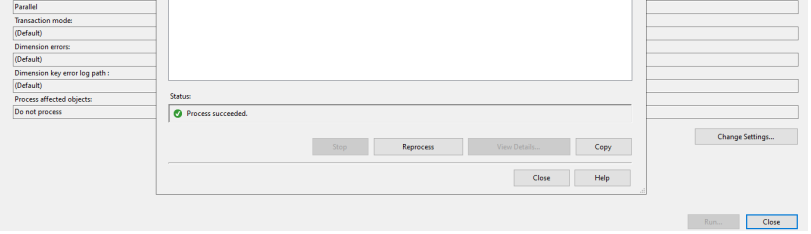 Parallel
Transaction mode:
(Default)
Dimension errors:
(Default)
Dimension key error log path :
(Default)
Process affected objects:
Do not process
Status:
Process succeeded.
Stop
Reprocess
View Details...
Copy
Change Settings...
Close
Help
Run...
Close